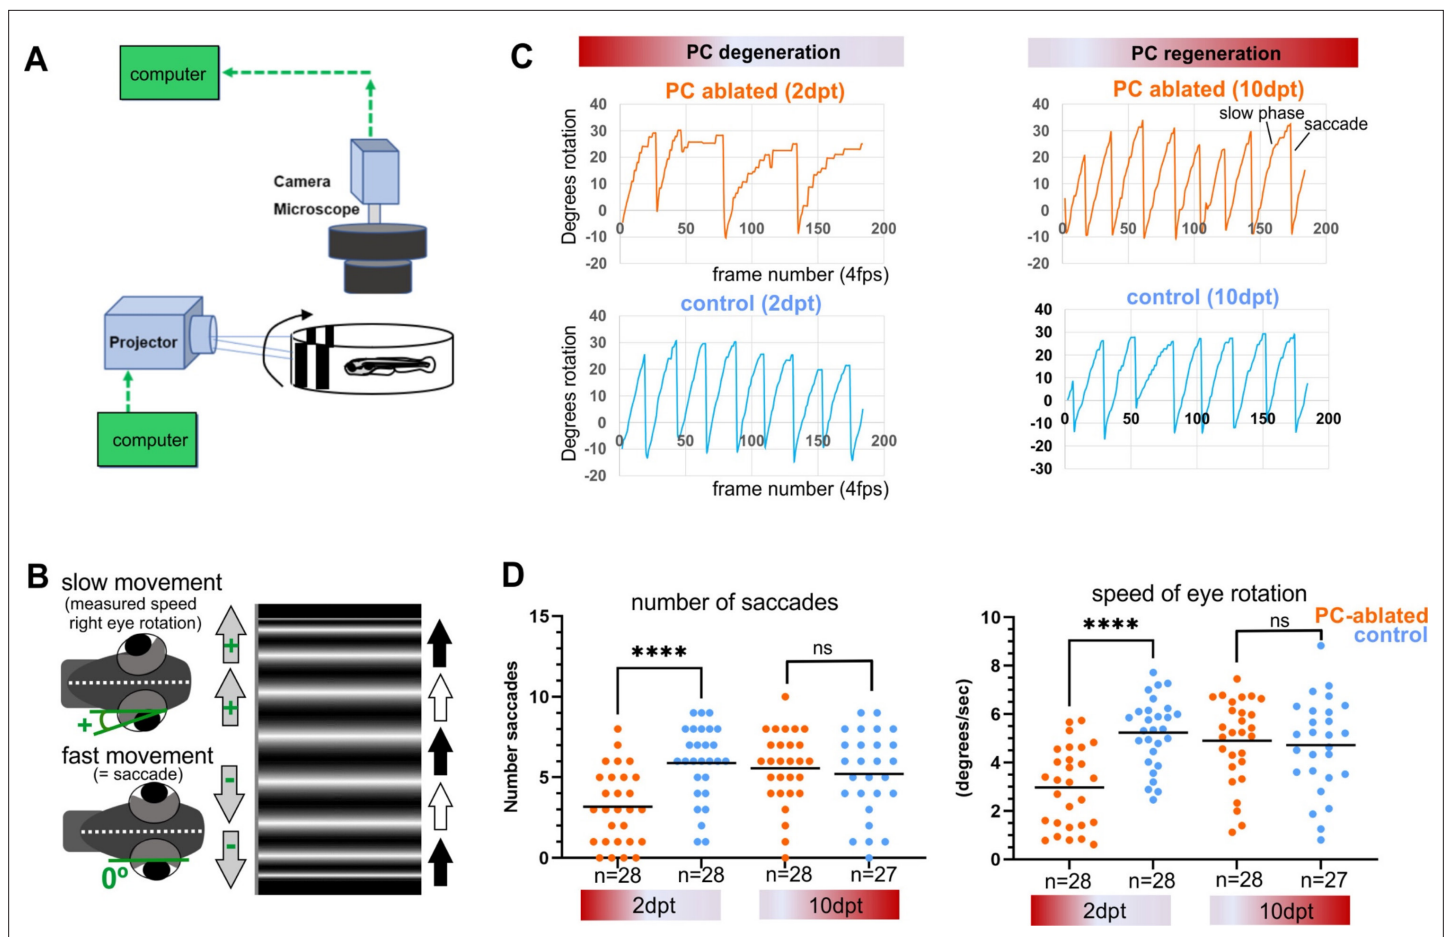 A
computer
Camera
Microscope
Projector
computer
B
slow movement
(measured speed
right eye rotation)
+
+
+
fast movement
(= saccade)
-
-
0º
C
PC degeneration
PC ablated (2dpt)
Degrees rotation
40
30
20
10
0
-10
-20
0 50 100 150 200
frame number (4fps)
control (2dpt)
Degrees rotation
40
30
20
10
0
-10
-20
0 50 100 150 200
frame number (4fps)
PC regeneration
PC ablated (10dpt)
slow phase
saccade
40
30
20
10
0
-10
-20
0 50 100 150 200
control (10dpt)
40
30
20
10
0
-10
-20
-30
0 50 100 150 200
D
number of saccades
Number saccades
15
10
5
0
****
ns
n=28 n=28 n=28 n=27
2dpt 10dpt
speed of eye rotation
PC-ablated
control
(degrees/sec)
10
8
6
4
2
0
****
ns
n=28 n=28 n=28 n=27
2dpt 10dpt